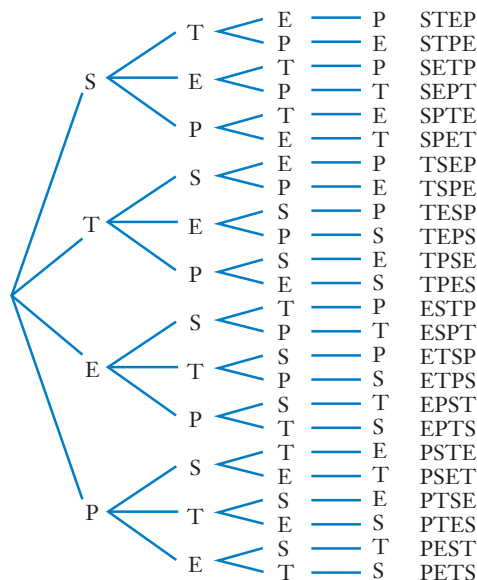 E P STEP
T
P E STPE
T P SETP
S E
P T SEPT
T E SPTE
P
E T SPET
E P TSEP
S
P E TSPE
S P TESP
T E
P S TEPS
S E TPSE
P
E S TPES
T P ESTP
S
P T ESPT
S P ETSP
E T
P S ETPS
S T EPST
P
T S EPTS
T E PSTE
S
E T PSET
S E PTSE
P T
E S PTES
S T PEST
E
T S PETS